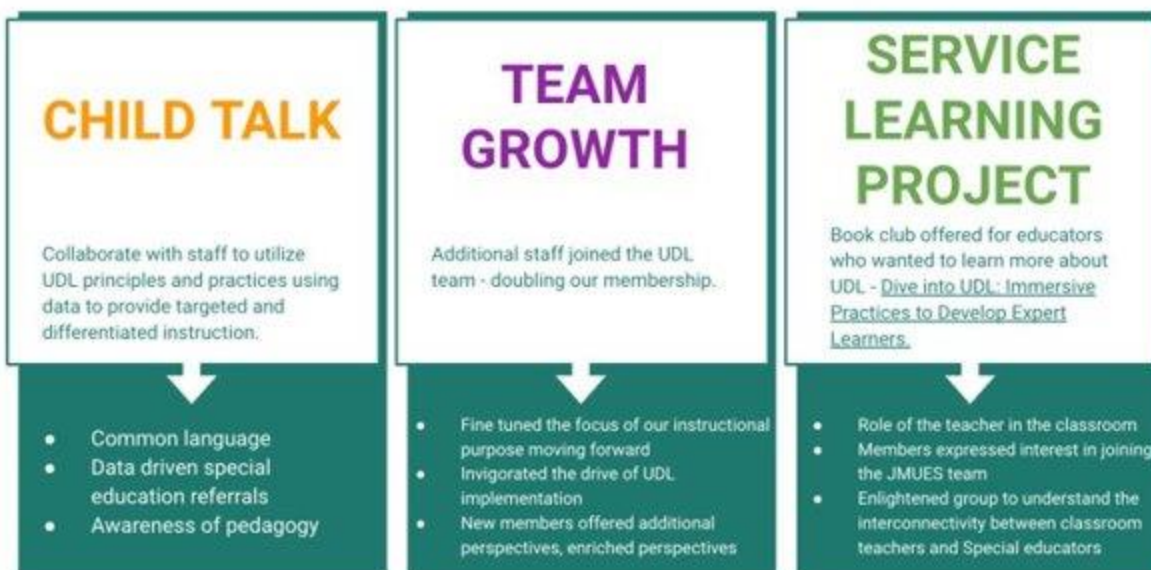 CHILD TALK
Collaborate with staff to utilize
UDL principles and practices using
data to provide targeted and
differentiated instruction.
● Common language
● Data driven special
education referrals
● Awareness of pedagogy
TEAM
GROWTH
Additional staff joined the UDL
team - doubling our membership.
● Fine tuned the focus of our instructional
purpose moving forward
● Invigorated the drive of UDL
implementation
● New members offered additional
perspectives, enriched perspectives
SERVICE
LEARNING
PROJECT
Book club offered for educators
who wanted to learn more about
UDL - Dive into UDL: Immersive
Practices to Develop Expert
Learners.
● Role of the teacher in the classroom
● Members expressed interest in joining
the JMUES team
● Enlightened group to understand the
interconnectivity between classroom
teachers and Special educators